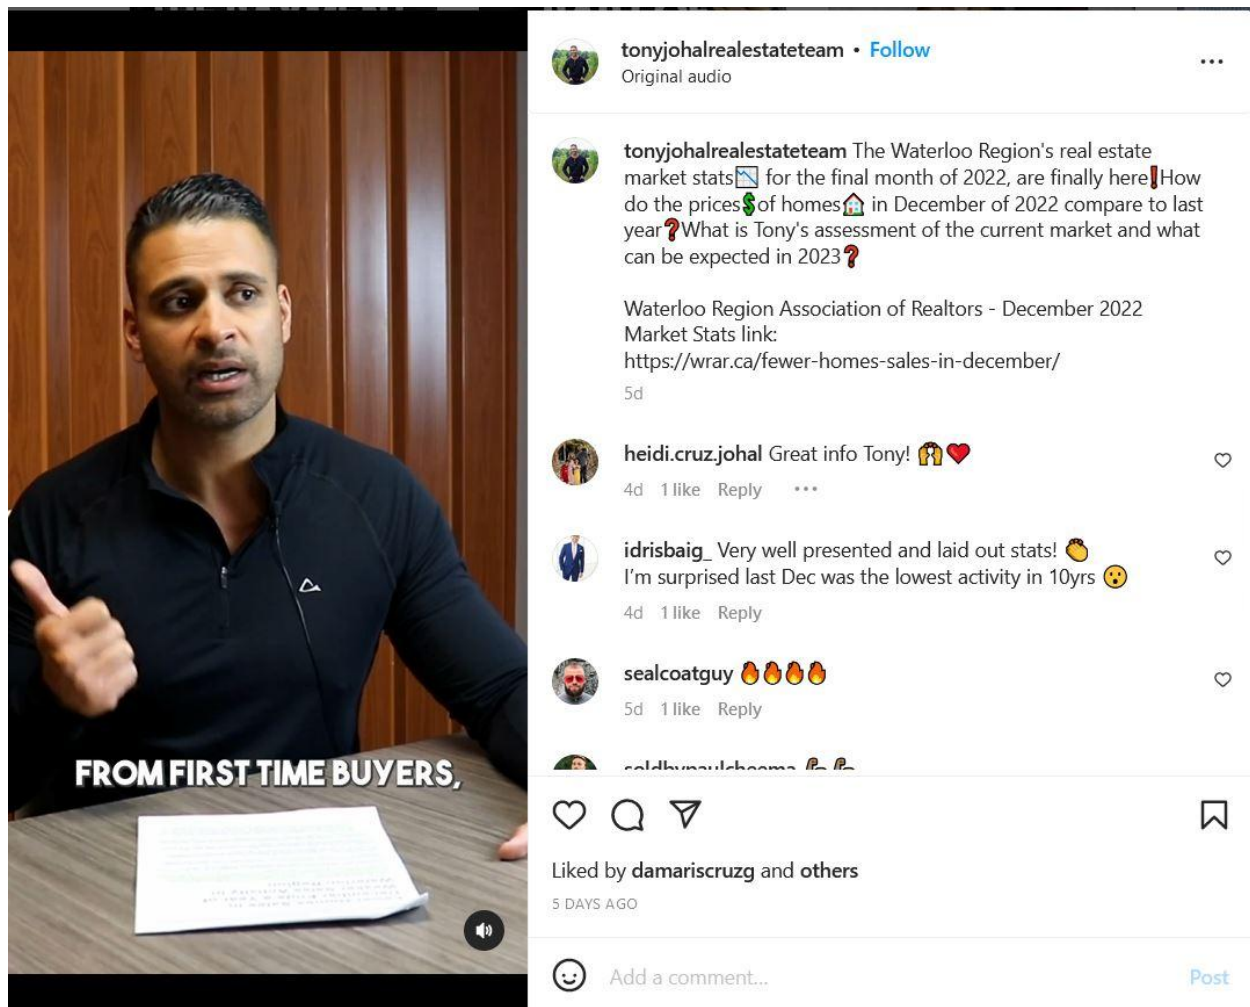 tonyjohalrealestateteam • Follow
Original audio
tonyjohalrealestateteam The Waterloo Region's real estate
market stats📉 for the final month of 2022, are finally here❗How
do the prices💲of homes🏠 in December of 2022 compare to last
year❓What is Tony's assessment of the current market and what
can be expected in 2023❓
Waterloo Region Association of Realtors - December 2022
Market Stats link:
https://wrar.ca/fewer-homes-sales-in-december/
5d
heidi.cruz.johal Great info Tony! 🙌❤️
4d 1 like Reply •••
idrisbaig_ Very well presented and laid out stats! 👏
I'm surprised last Dec was the lowest activity in 10yrs 😮
4d 1 like Reply
sealcoatguy 🔥🔥🔥🔥
5d 1 like Reply
soldbypaulcheema 💪🏽💪🏽
FROM FIRST TIME BUYERS,
Liked by damariscruzg and others
5 DAYS AGO
Add a comment...
Post